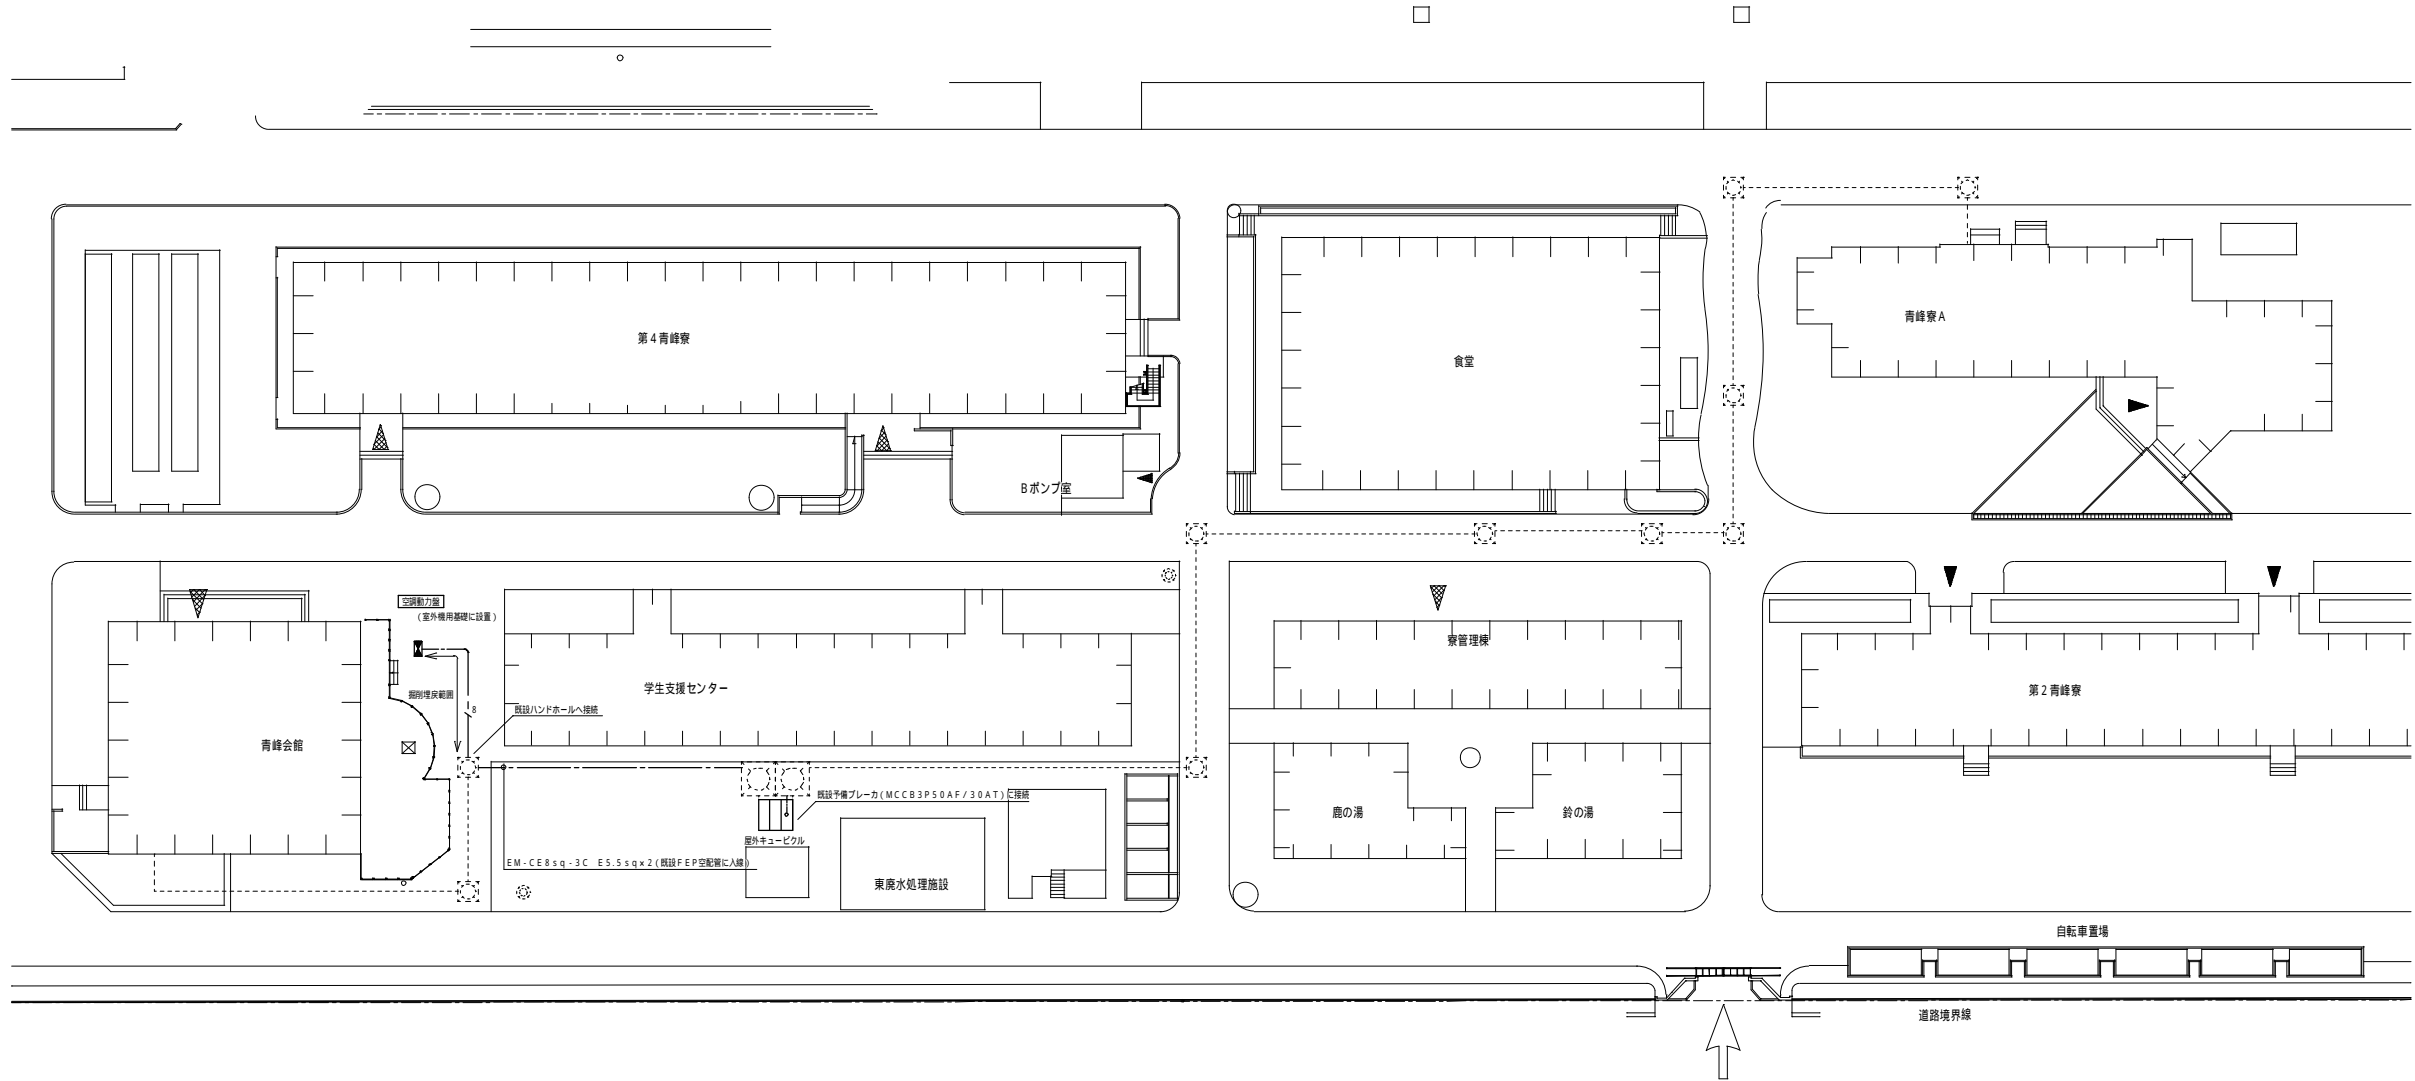 第４青峰寮
食堂
青峰寮Ａ
Ｂポンプ室
空調動力盤
（室外機用基礎に設置）
掘削埋戻範囲
8
既設ハンドホールへ接続
学生支援センター
青峰会館
寮管理棟
第２青峰寮
既設予備ブレーカ(ＭＣＣＢ３Ｐ５０ＡＦ/３０ＡＴ)に接続
鹿の湯
鈴の湯
屋外キュービクル
ＥＭ-ＣＥ８ｓｑ-３Ｃ　Ｅ５.５ｓｑｘ２(既設ＦＥＰ空配管に入線)
東廃水処理施設
自転車置場
道路境界線